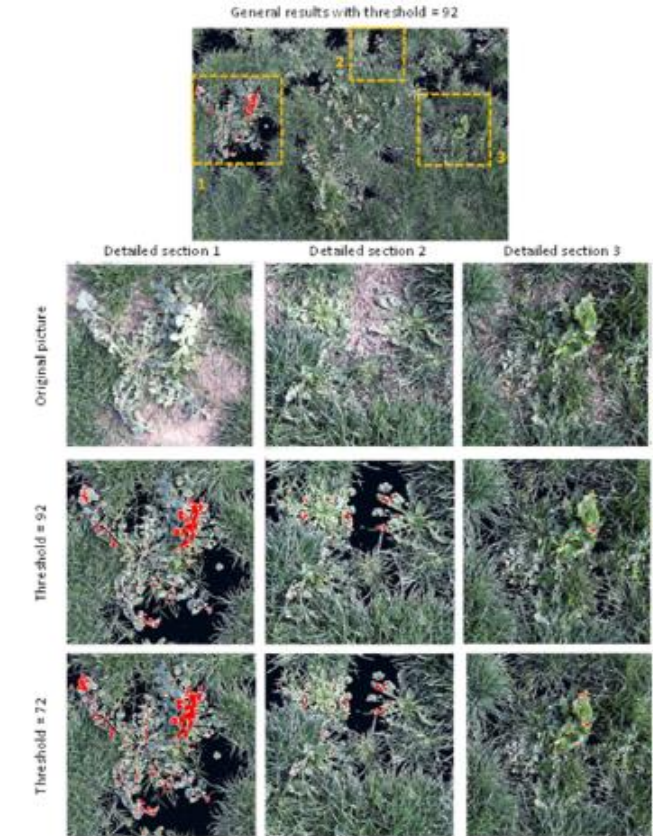 General results with threshold = 92
2
1
3
Detailed section 1 Detailed section 2 Detailed section 3
Original picture
Threshold = 92
Threshold = 72